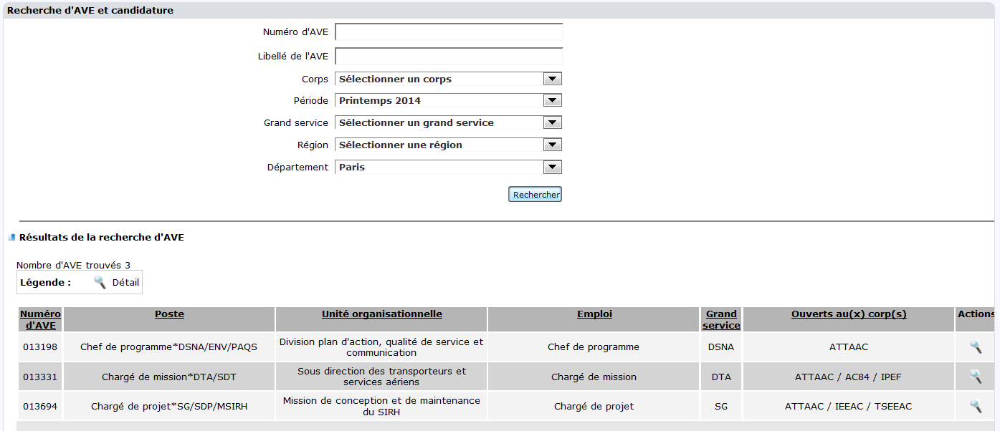 Recherche d'AVE et candidature
Numéro d'AVE
Libellé de l'AVE
Corps Sélectionner un corps
Période Printemps 2014
Grand service Sélectionner un grand service
Région Sélectionner une région
Département Paris
Rechercher
Résultats de la recherche d'AVE
Nombre d'AVE trouvés 3
Légende : Détail
Numéro d'AVE Poste Unité organisationnelle Emploi Grand service Ouverts au(x) corp(s) Actions
013198 Chef de programme*DSNA/ENV/PAQS Division plan d'action, qualité de service et communication Chef de programme DSNA ATTAAC
013331 Chargé de mission*DTA/SDT Sous direction des transporteurs et services aériens Chargé de mission DTA ATTAAC / AC84 / IPEF
013694 Chargé de projet*SG/SDP/MSIRH Mission de conception et de maintenance du SIRH Chargé de projet SG ATTAAC / IEEAC / TSEEAC